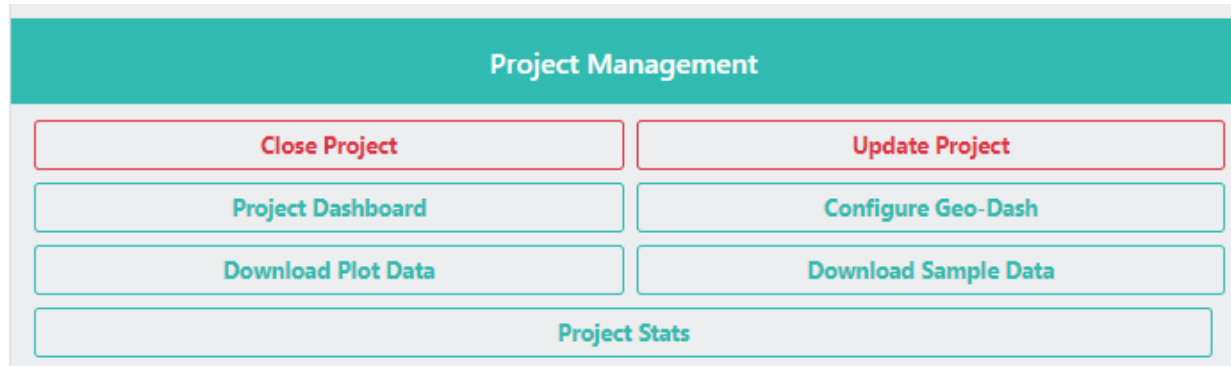 Project Management
Close Project
Update Project
Project Dashboard
Configure Geo-Dash
Download Plot Data
Download Sample Data
Project Stats